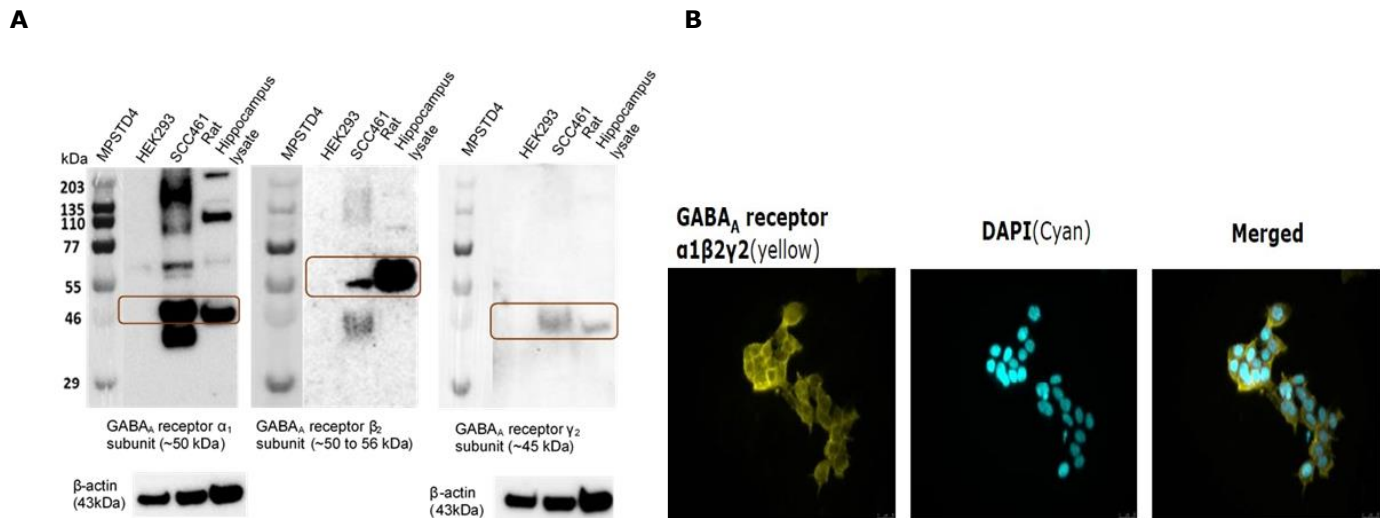 A
B
MPSTD4
HEK293
SCC461
Rat
Hippocampus
lysate
MPSTD4
HEK293
SCC461
Rat
Hippocampus
lysate
MPSTD4
HEK293
SCC461
Rat
Hippocampus
lysate
kDa
203
135
110
77
55
46
29
GABAA receptor α1
subunit (~50 kDa)
GABAA receptor β2
subunit (~50 to 56 kDa)
GABAA receptor γ2
subunit (~45 kDa)
β-actin
(43kDa)
β-actin
(43kDa)
GABAA receptor
α1β2γ2(yellow)
DAPI(Cyan)
Merged